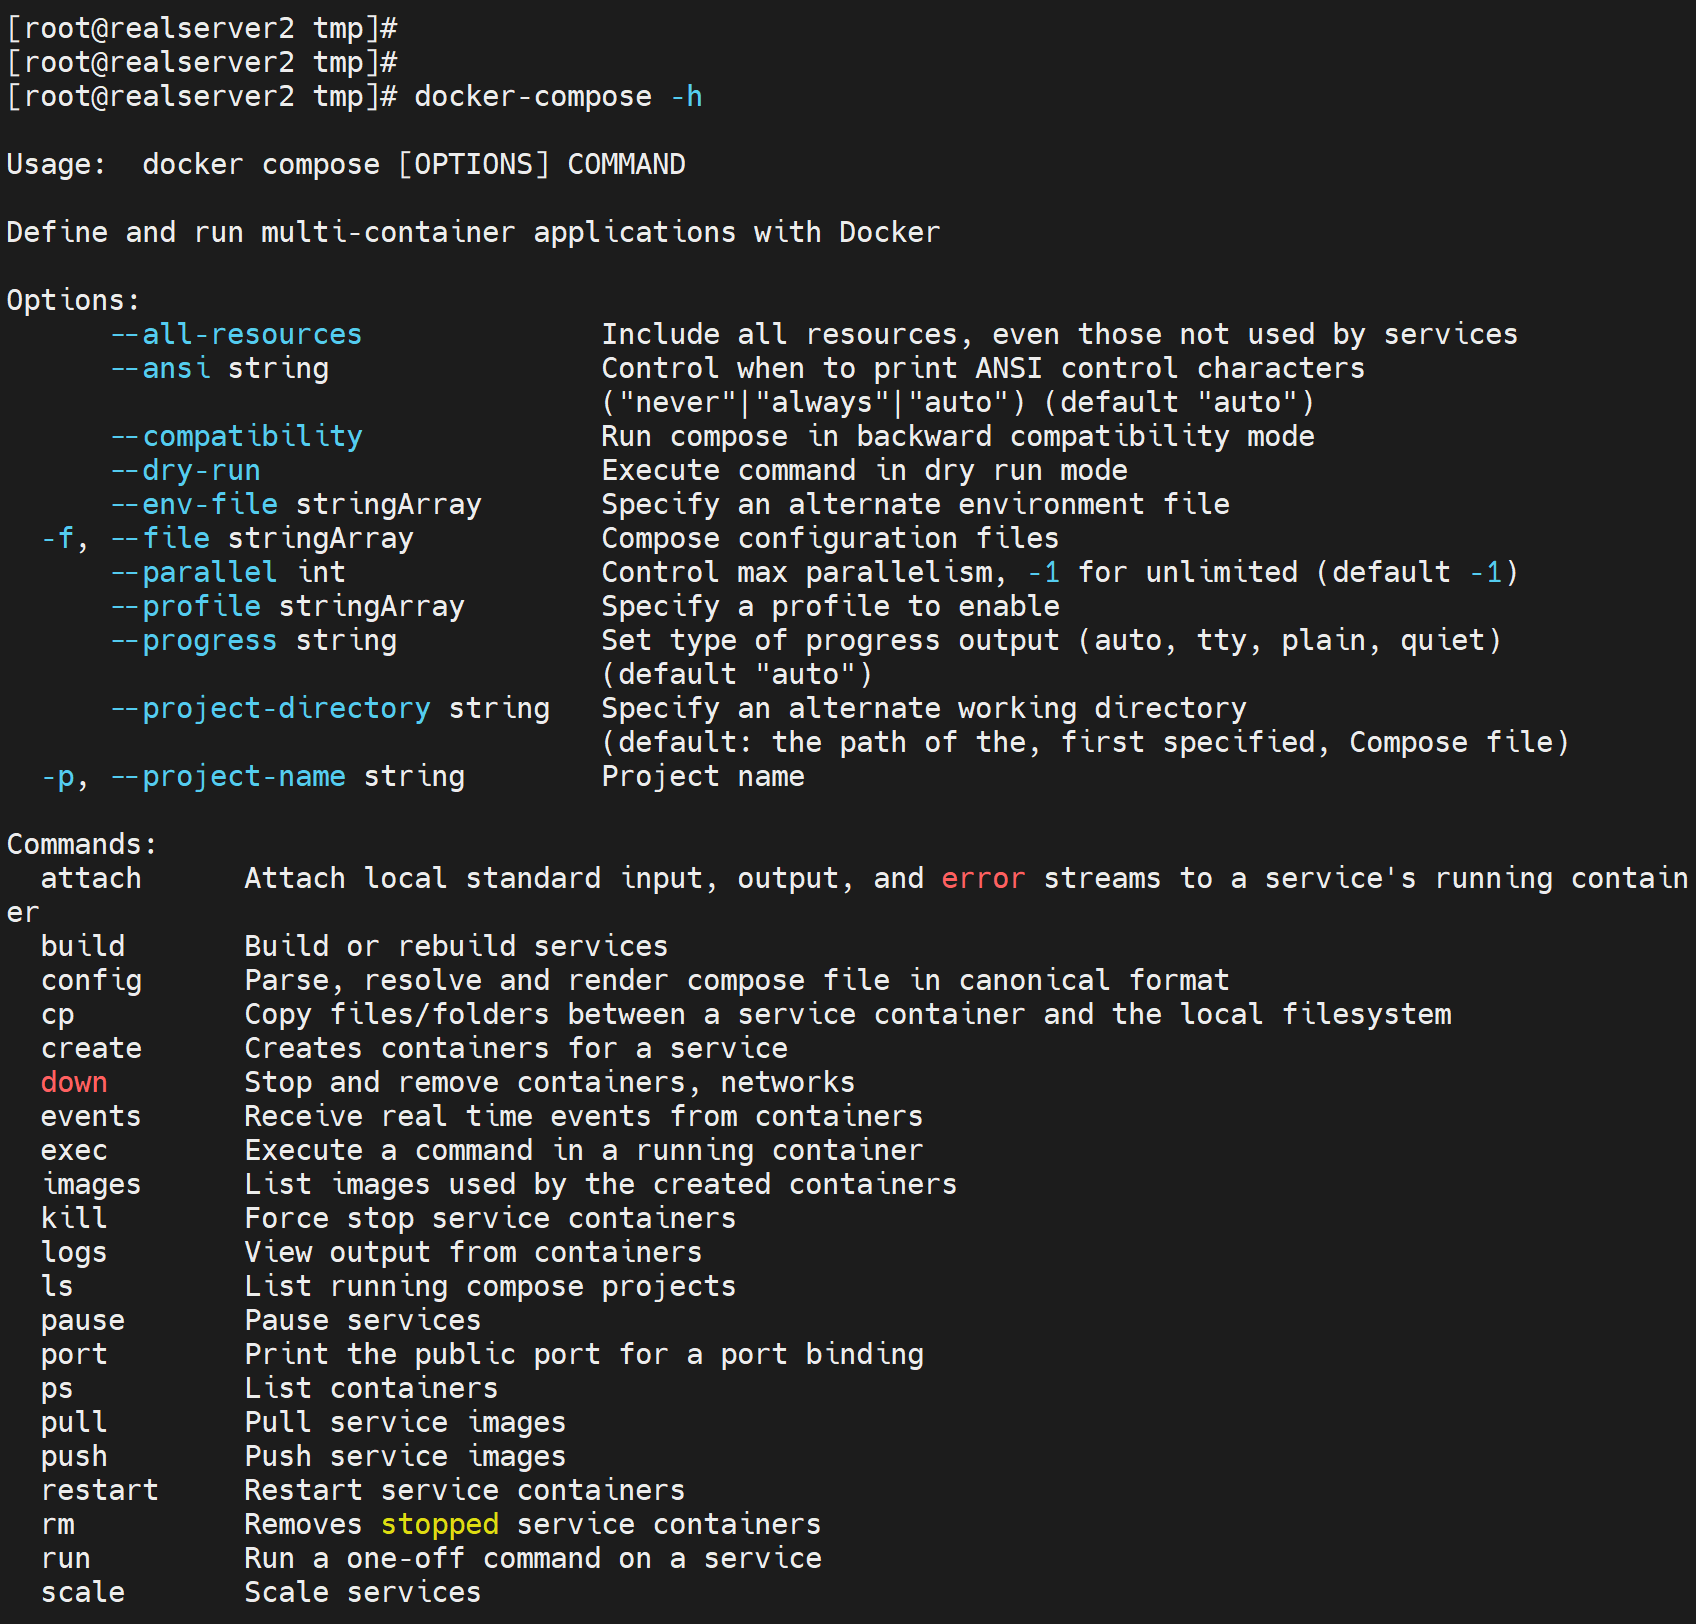 [root@realserver2 tmp]#
[root@realserver2 tmp]#
[root@realserver2 tmp]# docker-compose -h

Usage:  docker compose [OPTIONS] COMMAND

Define and run multi-container applications with Docker

Options:
      --all-resources              Include all resources, even those not used by services
      --ansi string                Control when to print ANSI control characters
                                   ("never"|"always"|"auto") (default "auto")
      --compatibility              Run compose in backward compatibility mode
      --dry-run                    Execute command in dry run mode
      --env-file stringArray       Specify an alternate environment file
  -f, --file stringArray           Compose configuration files
      --parallel int               Control max parallelism, -1 for unlimited (default -1)
      --profile stringArray        Specify a profile to enable
      --progress string            Set type of progress output (auto, tty, plain, quiet)
                                   (default "auto")
      --project-directory string   Specify an alternate working directory
                                   (default: the path of the, first specified, Compose file)
  -p, --project-name string        Project name

Commands:
  attach      Attach local standard input, output, and error streams to a service's running contain
er
  build       Build or rebuild services
  config      Parse, resolve and render compose file in canonical format
  cp          Copy files/folders between a service container and the local filesystem
  create      Creates containers for a service
  down        Stop and remove containers, networks
  events      Receive real time events from containers
  exec        Execute a command in a running container
  images      List images used by the created containers
  kill        Force stop service containers
  logs        View output from containers
  ls          List running compose projects
  pause       Pause services
  port        Print the public port for a port binding
  ps          List containers
  pull        Pull service images
  push        Push service images
  restart     Restart service containers
  rm          Removes stopped service containers
  run         Run a one-off command on a service
  scale       Scale services